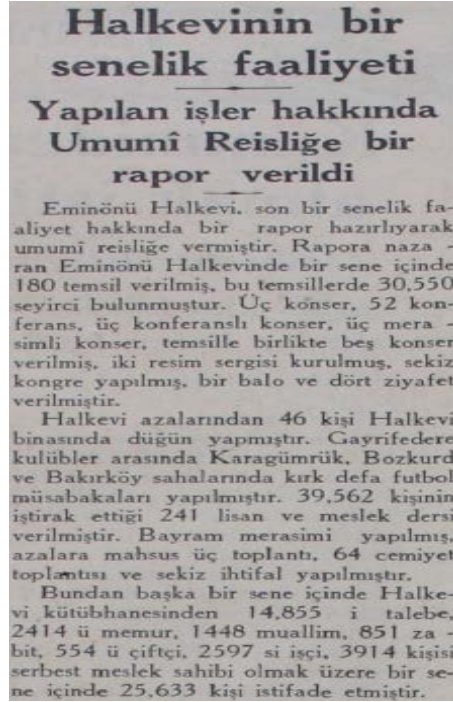 Halkevinin bir
senelik faaliyeti
Yapılan işler hakkında
Umumî Reisliğe bir
rapor verildi
Eminönü Halkevi, son bir senelik fa-
aliyet hakkında bir rapor hazırlıyarak
umumî reisliğe vermiştir. Rapora naza -
ran Eminönü Halkevinde bir sene içinde
180 temsil verilmiş, bu temsillerde 30,550
seyirci bulunmuştur. Üç konser, 52 kon-
ferans, üç konferanslı konser, üç mera -
simli konser, temsille birlikte beş konser
verilmiş, iki resim sergisi kurulmuş, sekiz
kongre yapılmış, bir balo ve dört ziyafet
verilmiştir.
Halkevi azalarından 46 kişi Halkevi
binasında düğün yapmıştır. Gayrifedere
kulübler arasında Karagümrük, Bozkurd
ve Bakırköy sahalarında kırk defa futbol
müsabakaları yapılmıştır. 39,562 kişinin
iştirak ettiği 241 lisan ve meslek dersi
verilmiştir. Bayram merasimi yapılmış,
azalara mahsus üç toplantı, 64 cemiyet
toplantısı ve sekiz ihtifal yapılmıştır.
Bundan başka bir sene içinde Halke-
vi kütübhanesinden 14,855 i talebe,
2414 ü memur, 1448 muallim, 851 za -
bit, 554 ü çiftçi, 2597 si işçi, 3914 kişisi
serbest meslek sahibi olmak üzere bir se-
ne içinde 25,633 kişi istifade etmiştir.